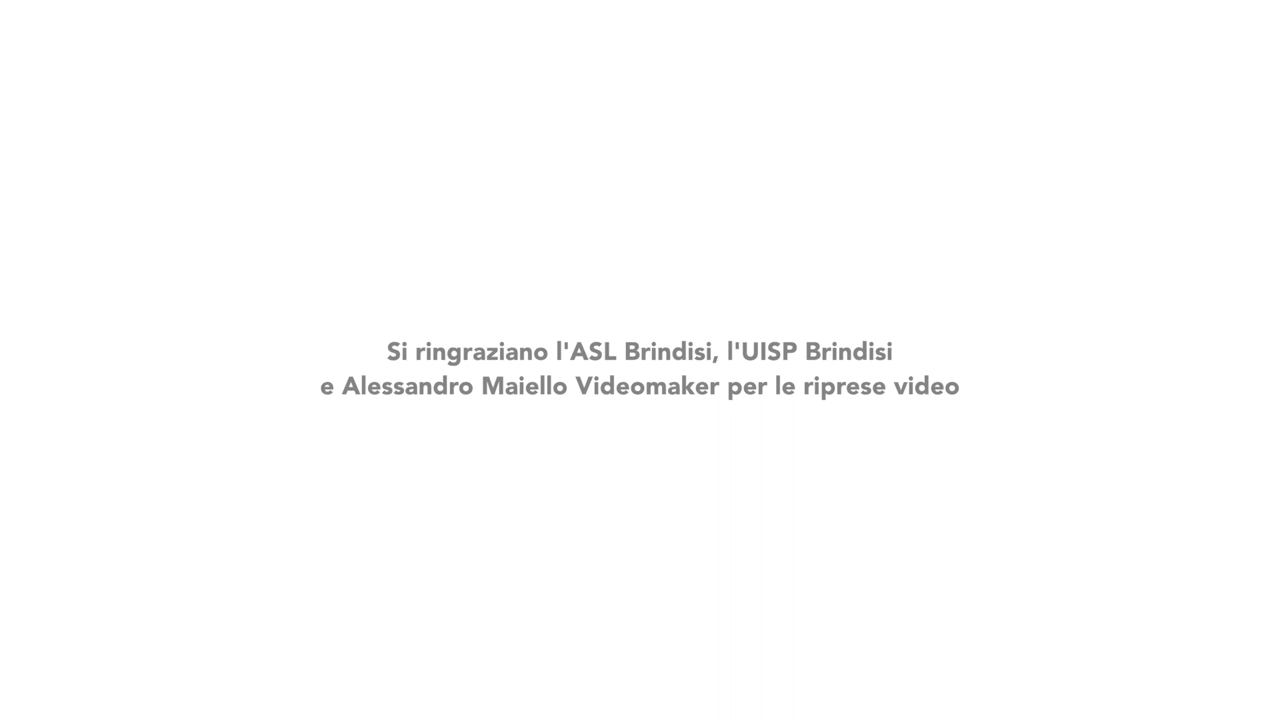 Si ringraziano l'ASL Brindisi, l'UISP Brindisi
e Alessandro Maiello Videomaker per le riprese video